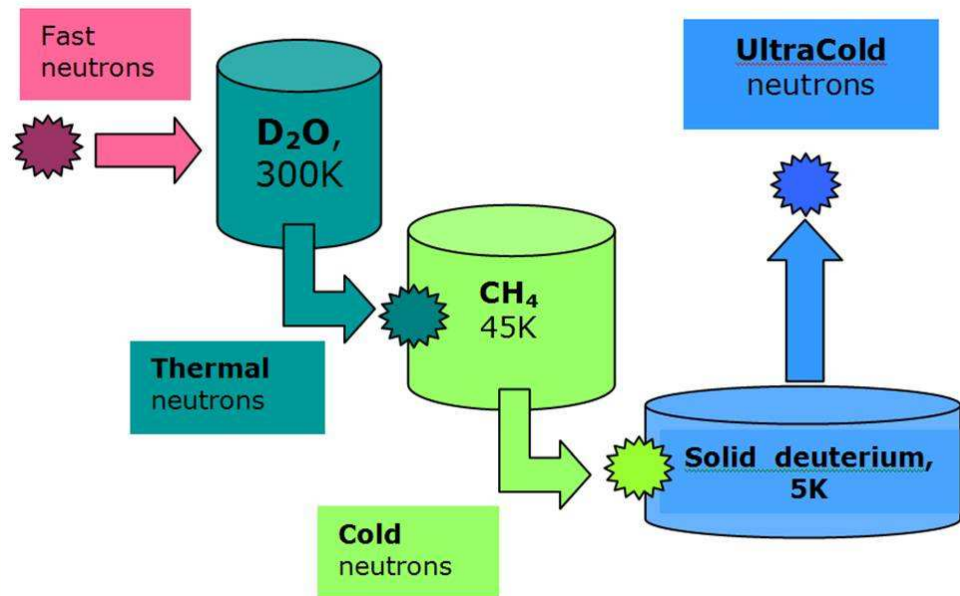 Fast
neutrons
D₂O,
300K
Thermal
neutrons
CH₄
45K
Cold
neutrons
Solid deuterium,
5K
UltraCold
neutrons